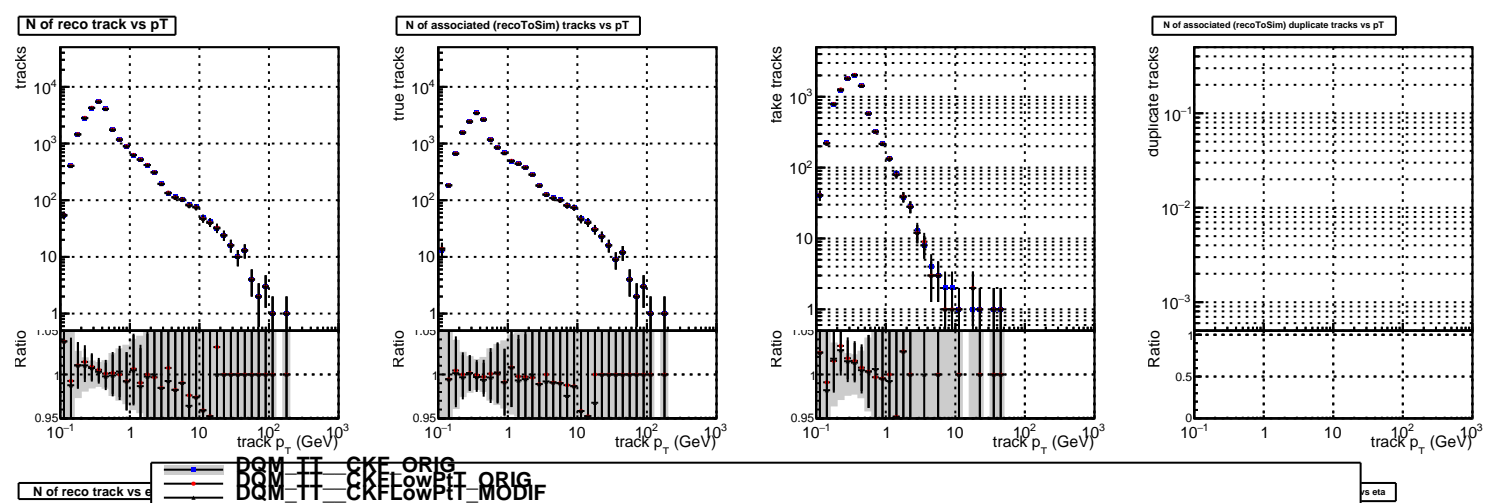 N of reco track vs pT
N of associated (recoToSim) tracks vs pT
N of associated (recoToSim) duplicate tracks vs pT
tracks
10⁴
10³
10²
10
1
Ratio
1.05
1
0.95
10⁻¹ 1 10 10² 10³
track p_T (GeV)
true tracks
10⁴
10³
10²
10
1
Ratio
1.05
1
0.95
10⁻¹ 1 10 10² 10³
track p_T (GeV)
fake tracks
10³
10²
10
1
Ratio
1.05
1
0.95
10⁻¹ 1 10 10² 10³
track p_T (GeV)
duplicate tracks
10⁻¹
10⁻²
10⁻³
Ratio
1
0.5
0
10⁻¹ 1 10 10² 10³
track p_T (GeV)
DQM_TT__CKF_ORIG
DQM_TT__CKFLowPtT_ORIG
DQM_TT__CKFLowPtT_MODIF
N of reco track vs e
vs eta